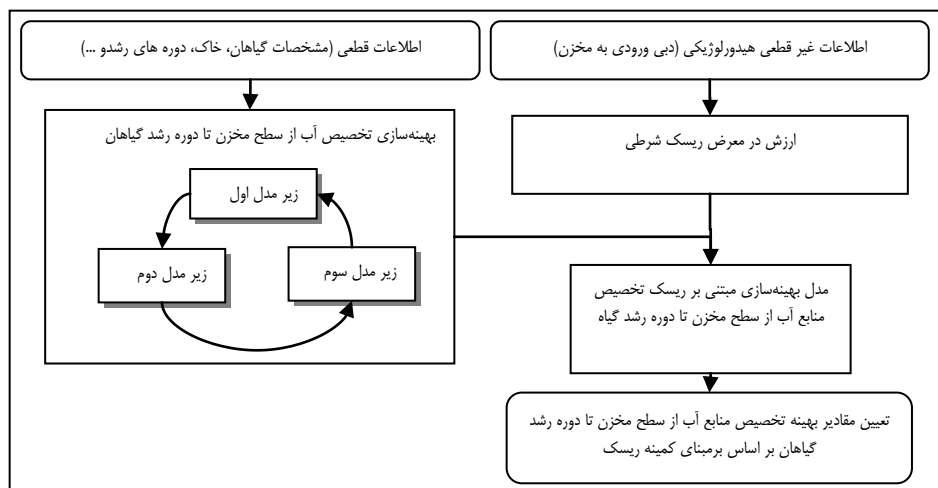 اطلاعات غیر قطعی هیدورلوژیکی (دبی ورودی به مخزن)
اطلاعات قطعی (مشخصات گیاهان، خاک، دوره های رشدو ...)
ارزش در معرض ریسک شرطی
بهینه‌سازی تخصیص آب از سطح مخزن تا دوره رشد گیاهان
زیر مدل اول
زیر مدل دوم
زیر مدل سوم
مدل بهینه‌سازی مبتنی بر ریسک تخصیص
منابع آب از سطح مخزن تا دوره رشد گیاه
تعیین مقادیر بهینه تخصیص منابع آب از سطح مخزن تا دوره رشد
گیاهان بر اساس برمبنای کمینه ریسک